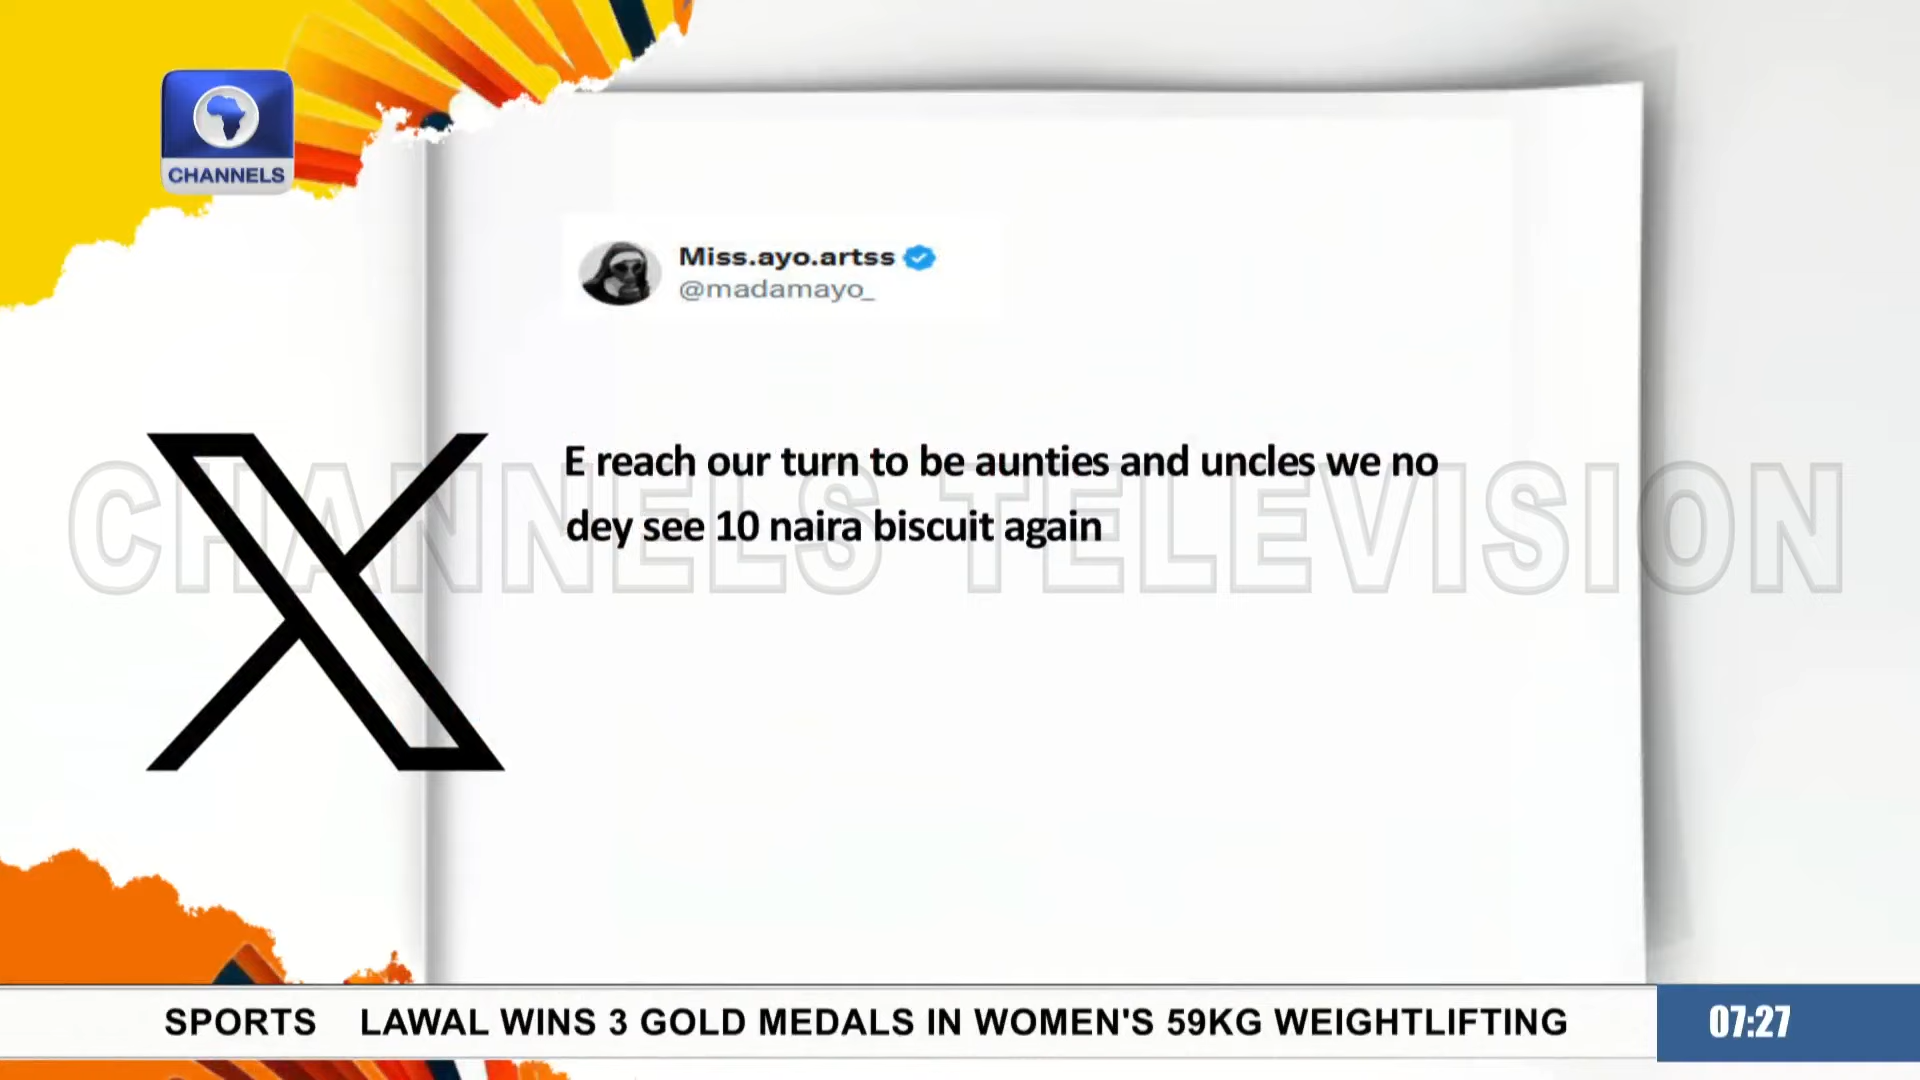 CHANNELS
Miss.ayo.artss
@madamayo_
E reach our turn to be aunties and uncles we no
dey see 10 naira biscuit again
CHANNELS TELEVISION
SPORTS LAWAL WINS 3 GOLD MEDALS IN WOMEN'S 59KG WEIGHTLIFTING
07:27